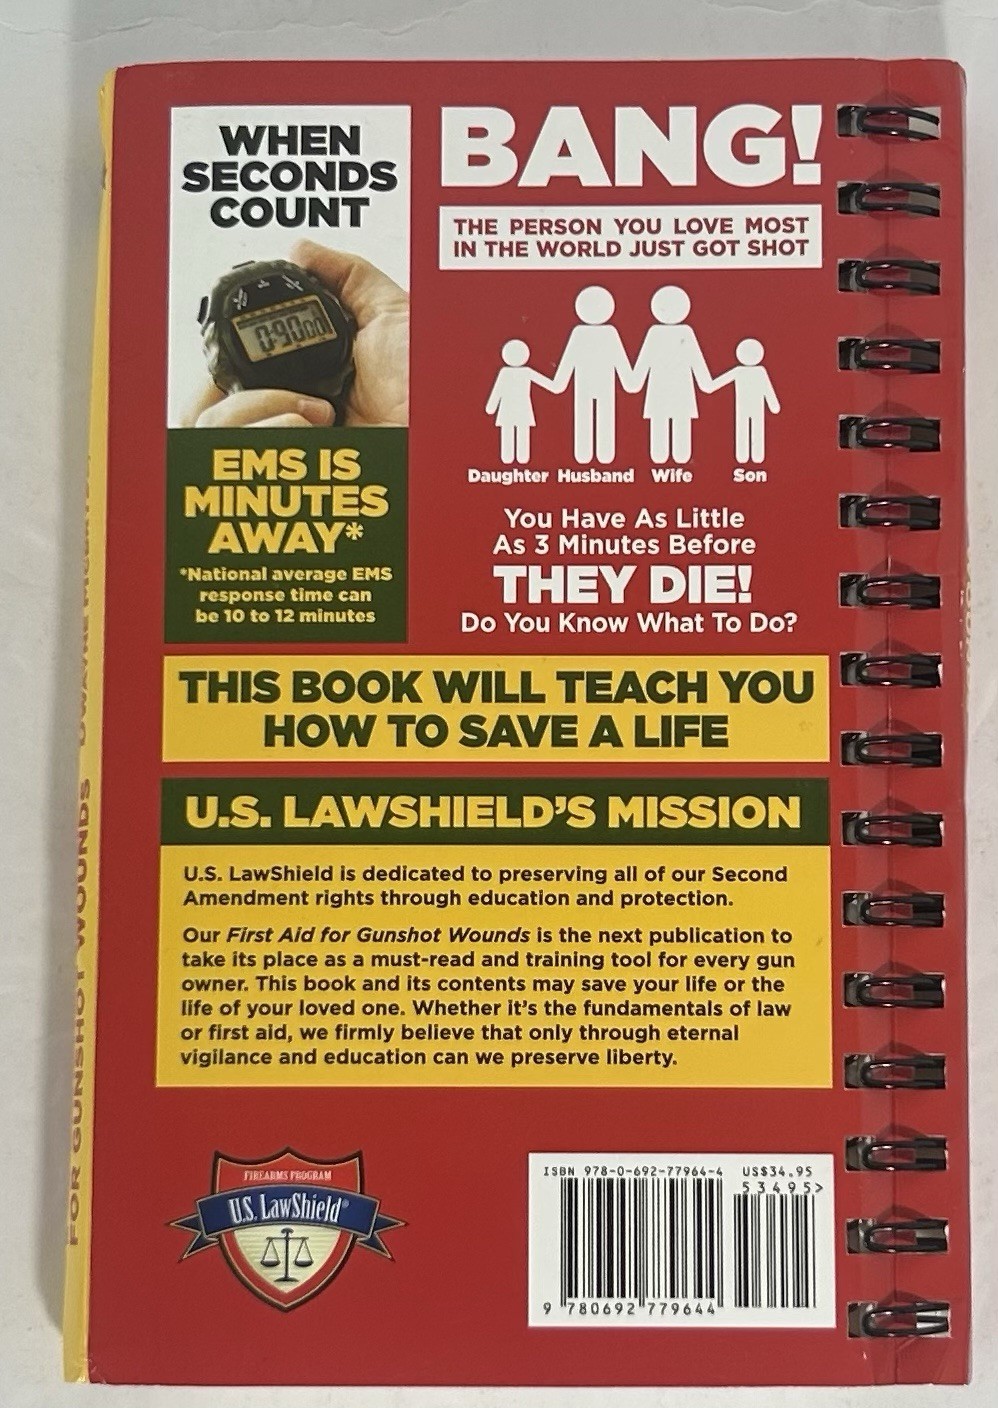 WHEN
SECONDS
COUNT
0:9000
EMS IS
MINUTES
AWAY*
*National average EMS
response time can
be 10 to 12 minutes
BANG!
THE PERSON YOU LOVE MOST
IN THE WORLD JUST GOT SHOT
Daughter Husband Wife Son
You Have As Little
As 3 Minutes Before
THEY DIE!
Do You Know What To Do?
THIS BOOK WILL TEACH YOU
HOW TO SAVE A LIFE
U.S. LAWSHIELD'S MISSION
U.S. LawShield is dedicated to preserving all of our Second
Amendment rights through education and protection.
Our First Aid for Gunshot Wounds is the next publication to
take its place as a must-read and training tool for every gun
owner. This book and its contents may save your life or the
life of your loved one. Whether it's the fundamentals of law
or first aid, we firmly believe that only through eternal
vigilance and education can we preserve liberty.
FIREARMS PROGRAM
U.S. LawShield®
ISBN 978-0-692-77964-4 US$34.95
53495>
9 780692 779644
FOR GUNSHOT WOUNDS